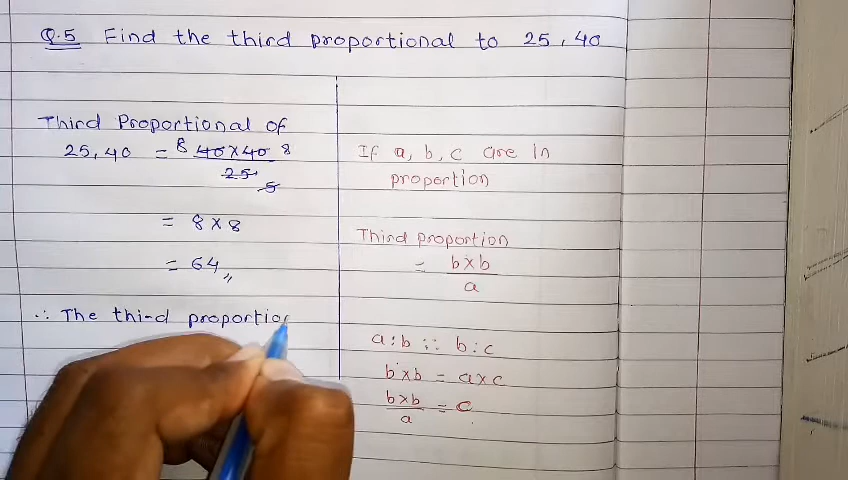 Q.5 Find the third proportional to 25, 40
Third Proportional of
25, 40 = 8 40 × 40 8
25
5
= 8 × 8
= 64,,
∴ The third proportio
If a, b, c are in
proportion
Third proportion
= b×b
a
a : b :: b : c
b×b = a×c
b×b = c
a